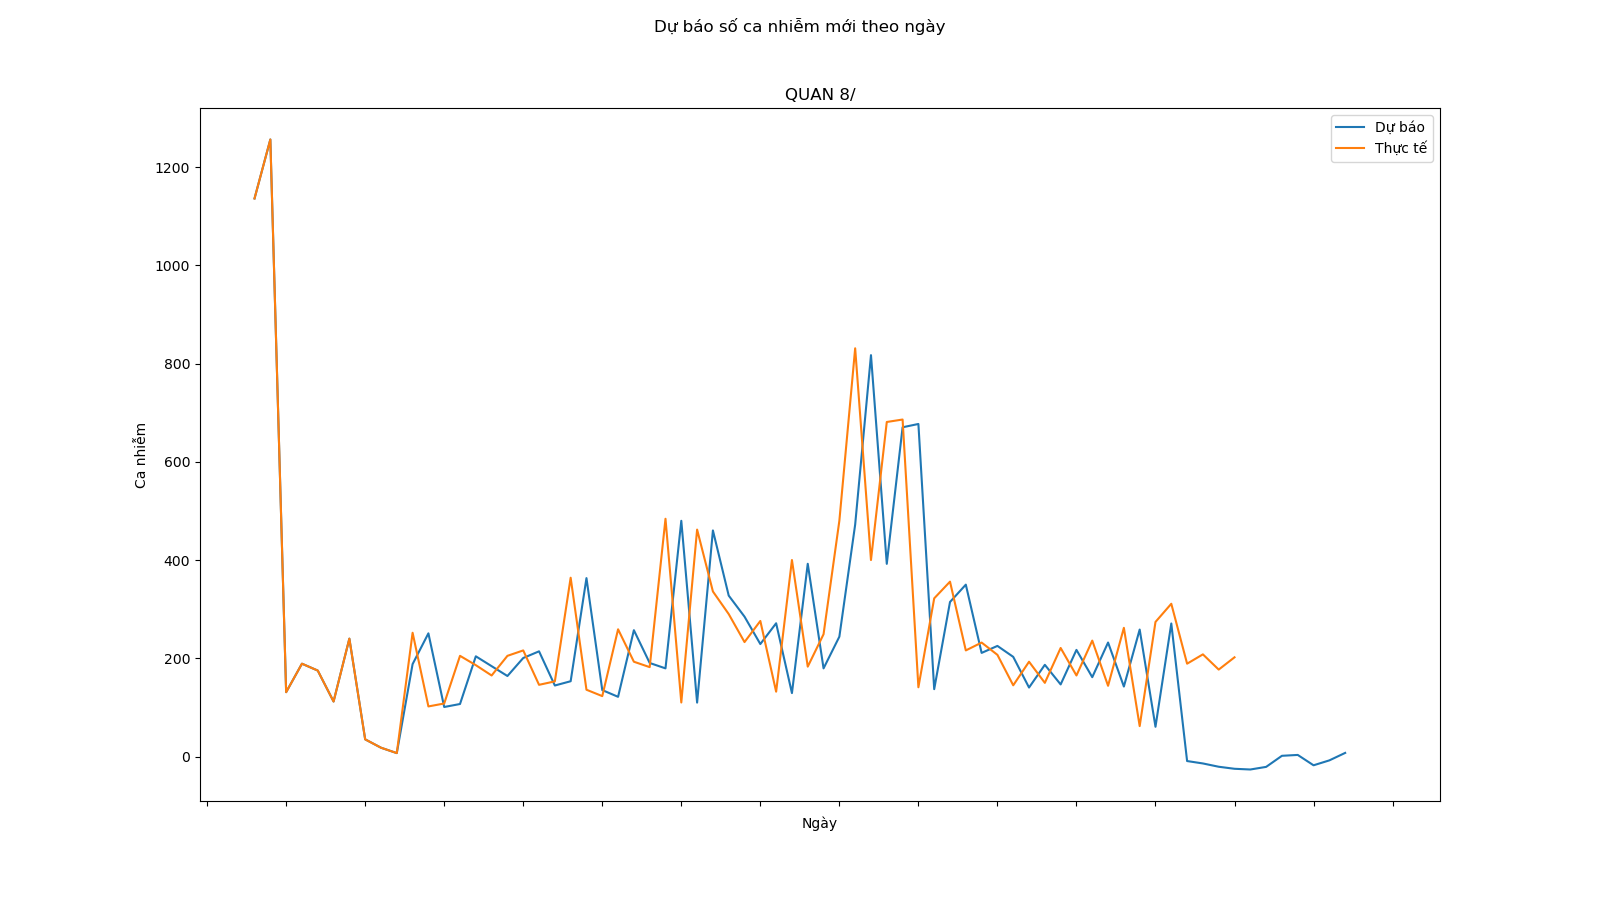 Dự báo số ca nhiễm mới theo ngày
QUAN 8/
Dự báo
Thực tế
1200
1000
800
600
400
200
0
Ca nhiễm
Ngày